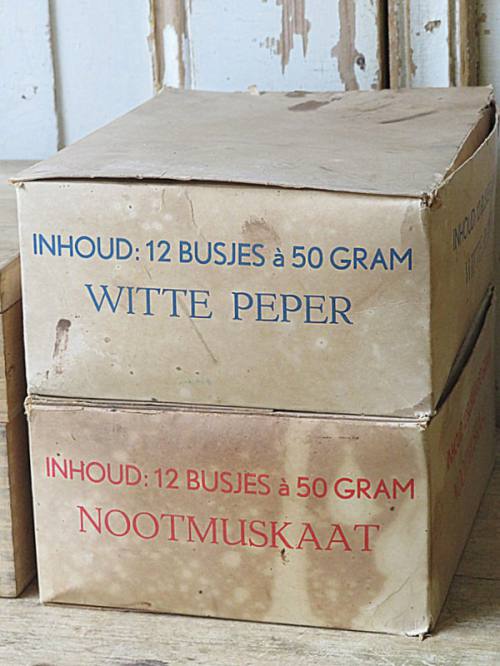 INHOUD: 12 BUSJES à 50 GRAM
WITTE PEPER
INHOUD: 12 BUSJES à 50 GRAM
NOOTMUSKAAT